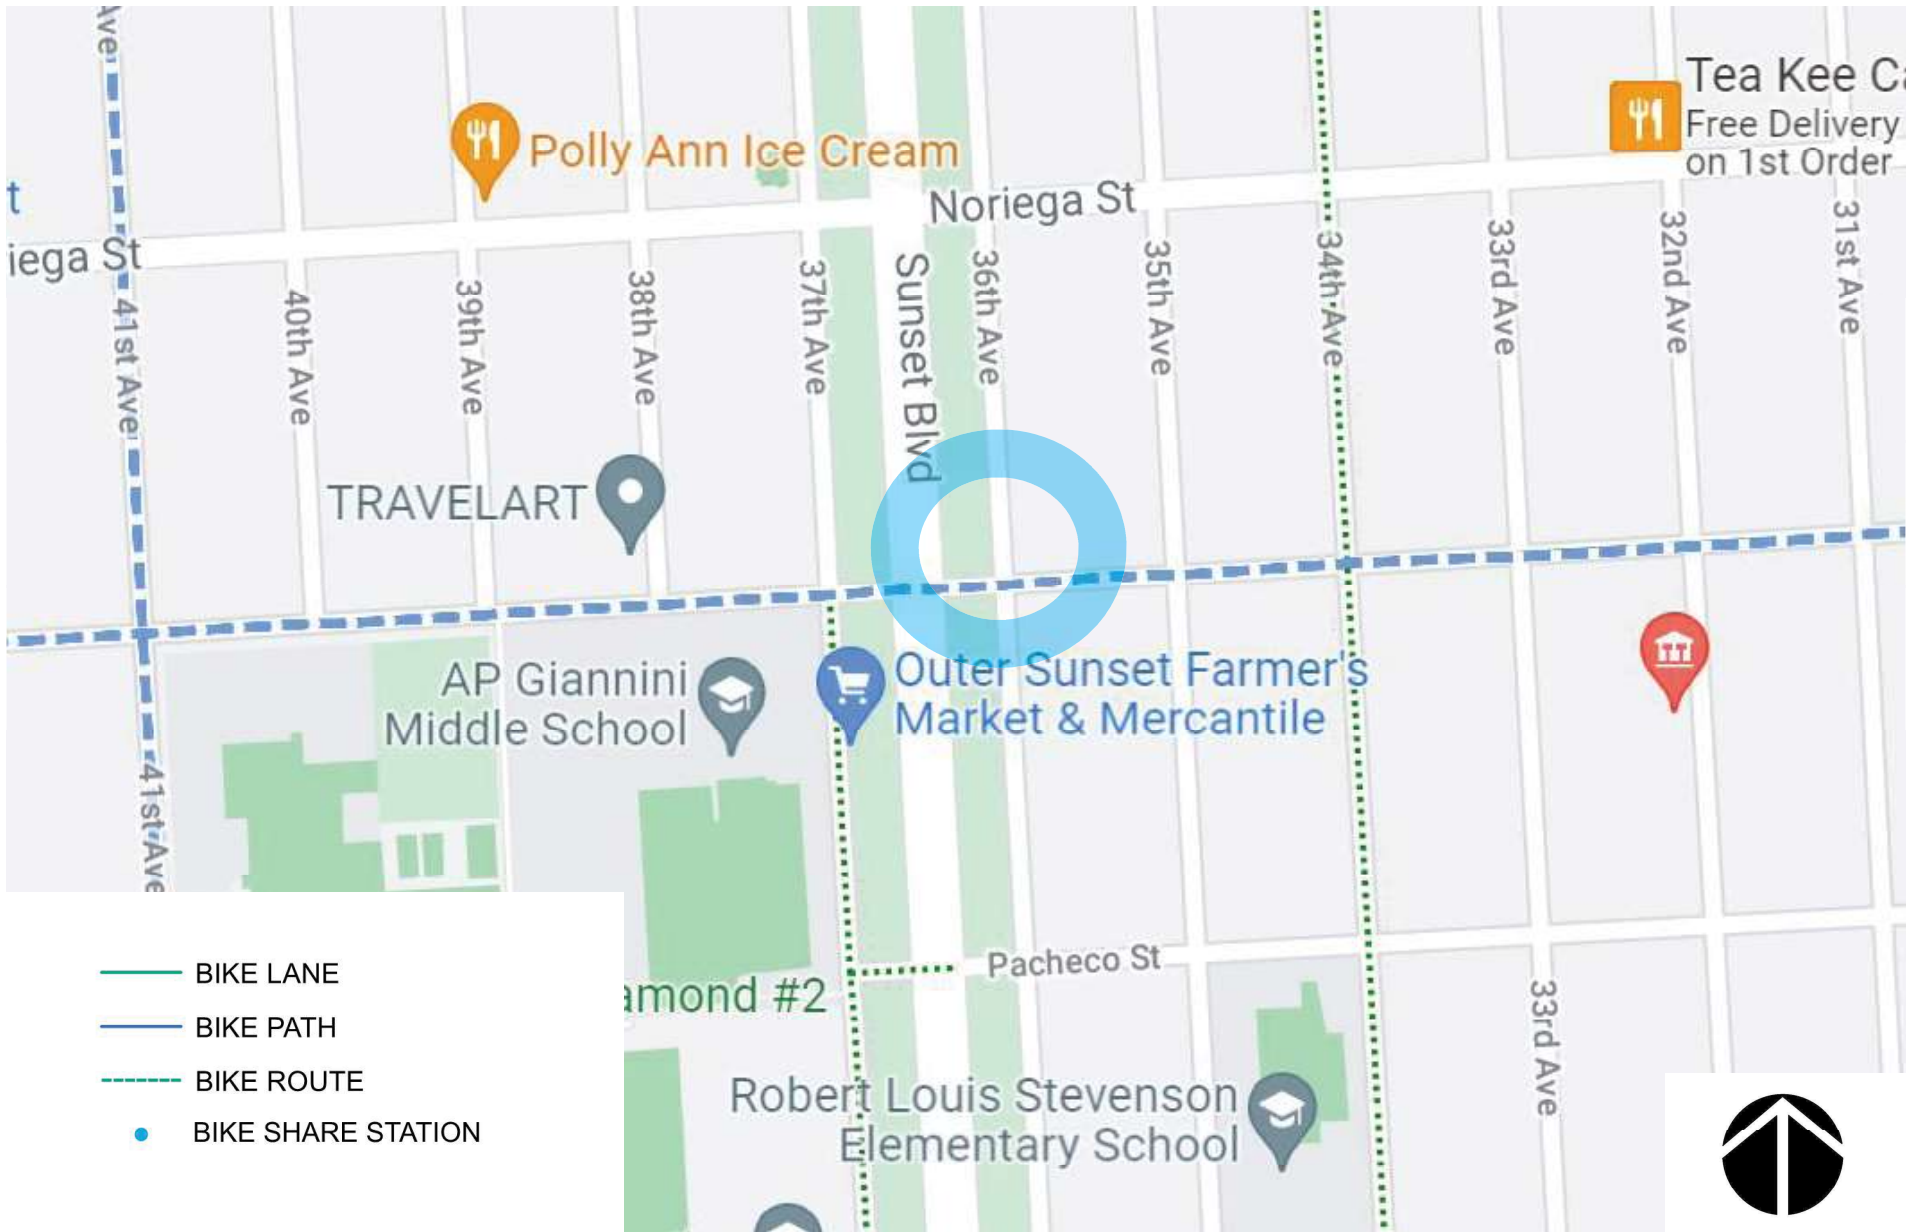 Ave
Tea Kee Ca
Free Delivery
on 1st Order
Polly Ann Ice Cream
t
Noriega St
iega St
41st Ave
40th Ave
39th Ave
38th Ave
37th Ave
Sunset Blvd
36th Ave
35th Ave
34th Ave
33rd Ave
32nd Ave
31st Ave
TRAVELART
AP Giannini
Middle School
Outer Sunset Farmer's
Market & Mercantile
41st Ave
Pacheco St
amond #2
33rd Ave
Robert Louis Stevenson
Elementary School
BIKE LANE
BIKE PATH
BIKE ROUTE
BIKE SHARE STATION